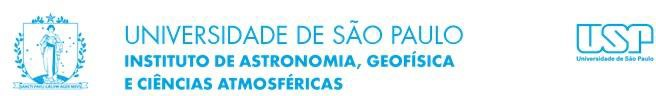 UNIVERSIDADE DE SÃO PAULO
INSTITUTO DE ASTRONOMIA, GEOFÍSICA
E CIÊNCIAS ATMOSFÉRICAS
USP
Universidade de São Paulo